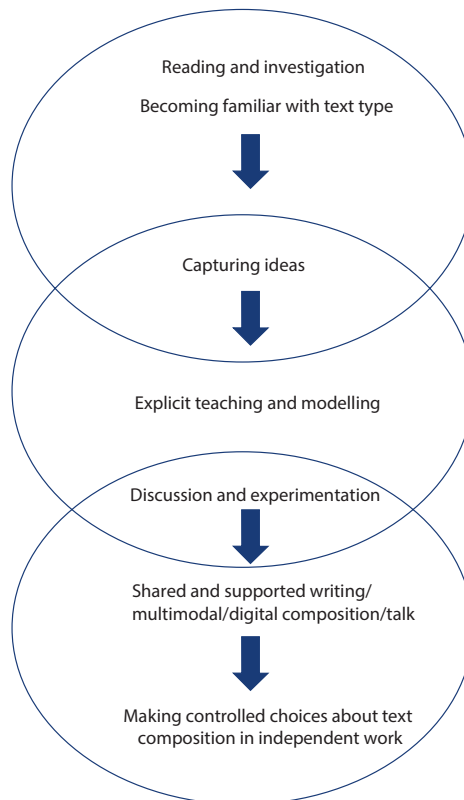 Reading and investigation
Becoming familiar with text type
Capturing ideas
Explicit teaching and modelling
Discussion and experimentation
Shared and supported writing/
multimodal/digital composition/talk
Making controlled choices about text
composition in independent work